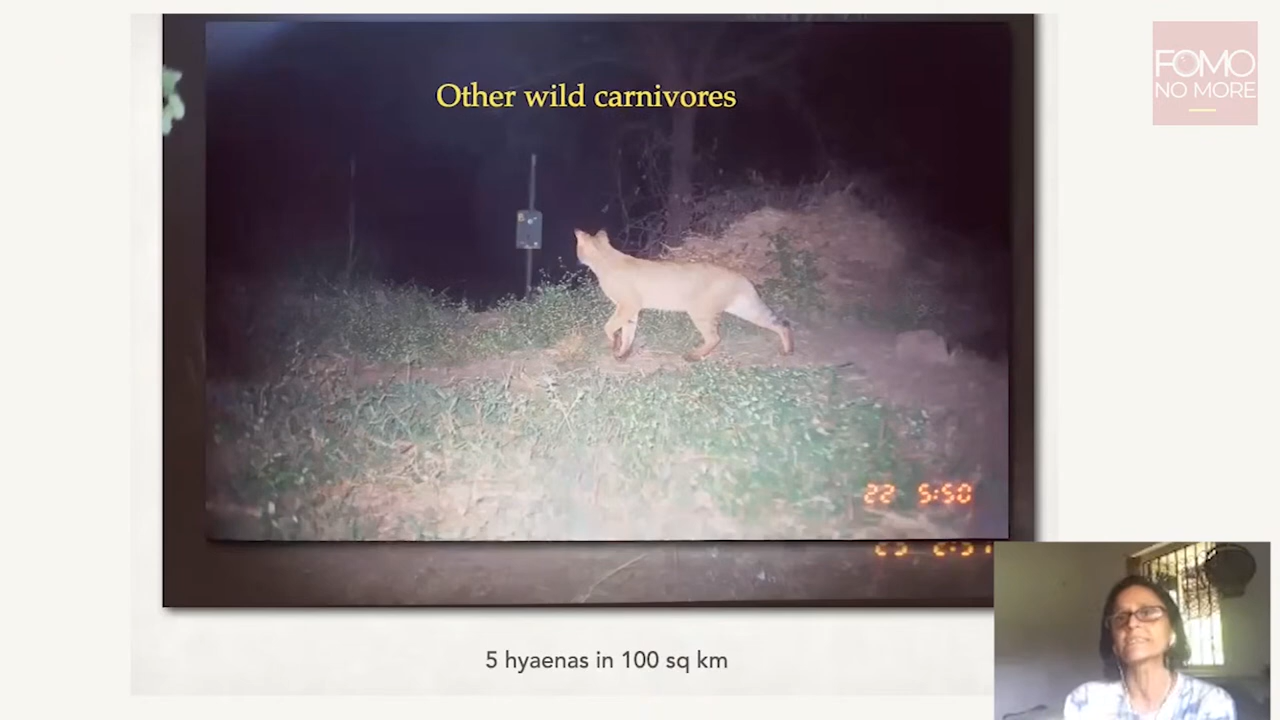 Other wild carnivores
FOMO
NO MORE
22 5:50
5 hyaenas in 100 sq km